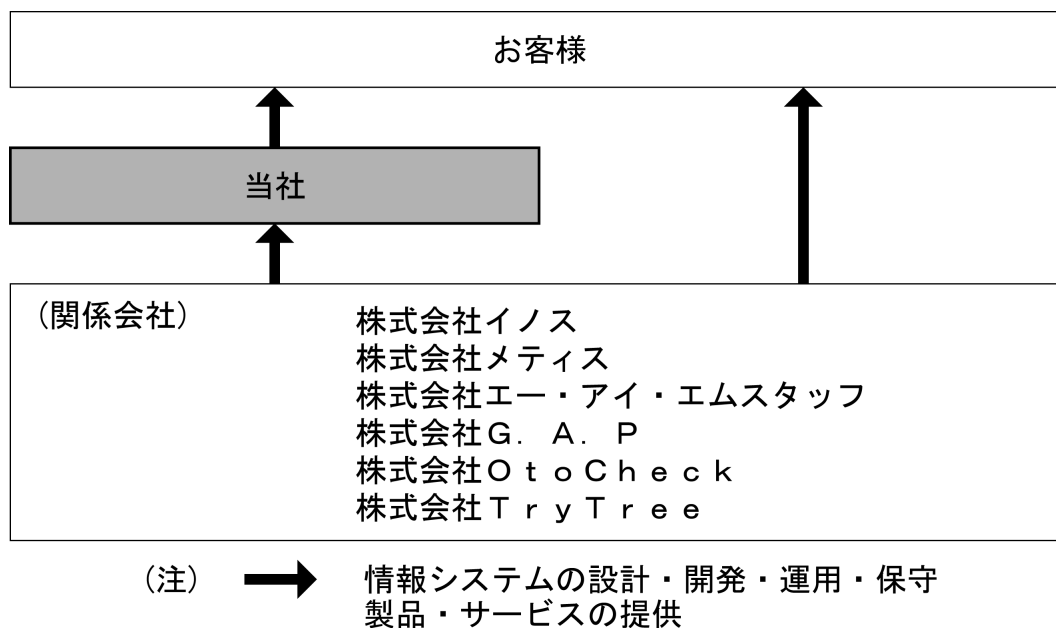 お客様
当社
（関係会社）
株式会社イノス
株式会社メティス
株式会社エー・アイ・エムスタッフ
株式会社Ｇ．Ａ．Ｐ
株式会社ＯｔｏＣｈｅｃｋ
株式会社ＴｒｙＴｒｅｅ
（注）
情報システムの設計・開発・運用・保守
製品・サービスの提供